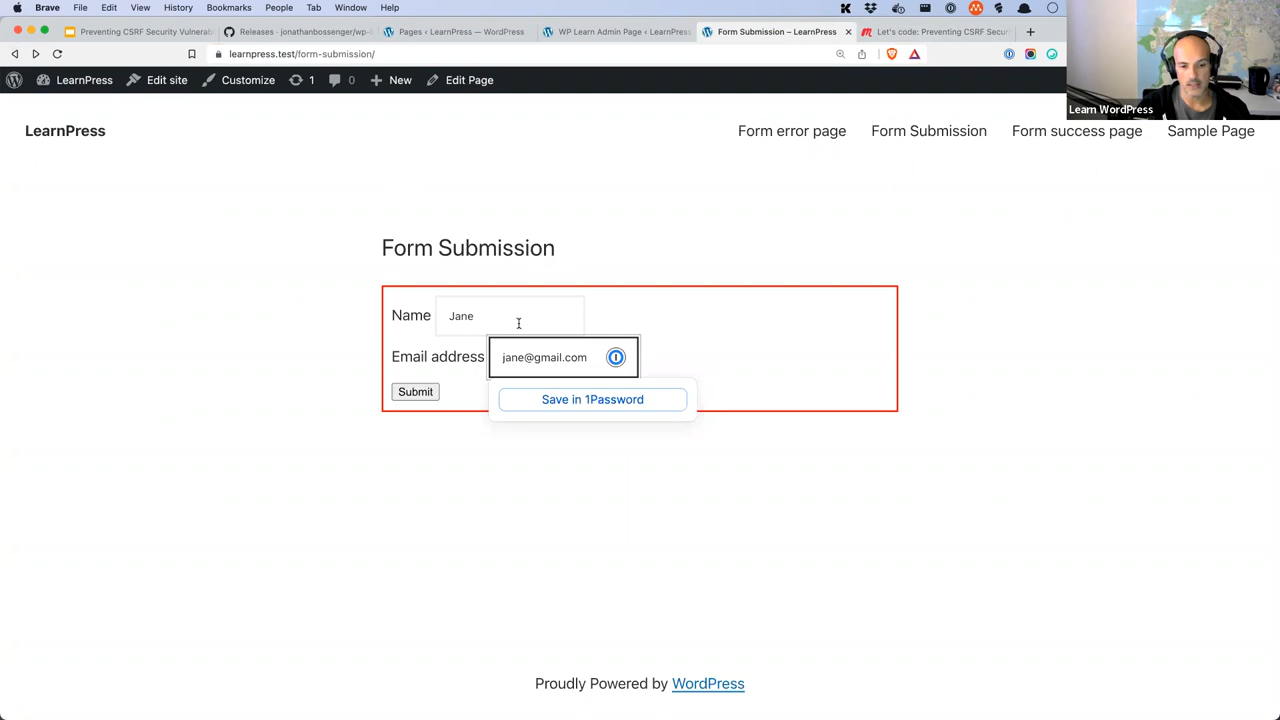 Brave File Edit View History Bookmarks People Tab Window Help
Preventing CSRF Security Vulnerab
Releases · jonathanbossenger/wp-l
Pages ‹ LearnPress — WordPress
WP Learn Admin Page ‹ LearnPress
Form Submission – LearnPress
Let's code: Preventing CSRF Secur
learnpress.test/form-submission/
LearnPress Edit site Customize 1 0 New Edit Page
Learn WordPress
LearnPress
Form error page Form Submission Form success page Sample Page
Form Submission
Name Jane
Email address jane@gmail.com
Submit
Save in 1Password
Proudly Powered by WordPress